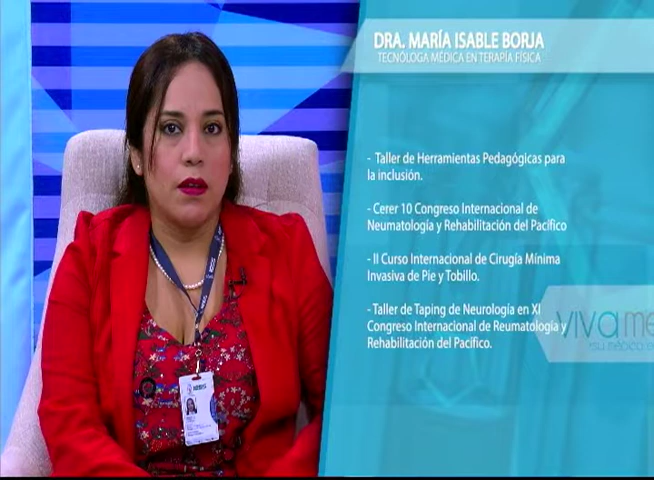 DRA. MARÍA ISABLE BORJA
TECNÓLOGA MÉDICA EN TERAPIA FÍSICA
- Taller de Herramientas Pedagógicas para
la inclusión.
- Cerer 10 Congreso Internacional de
Neumatología y Rehabilitación del Pacífico
- II Curso Internacional de Cirugía Mínima
Invasiva de Pie y Tobillo.
- Taller de Taping de Neurología en XI
Congreso Internacional de Reumatología y
Rehabilitación del Pacífico.
VIVAME